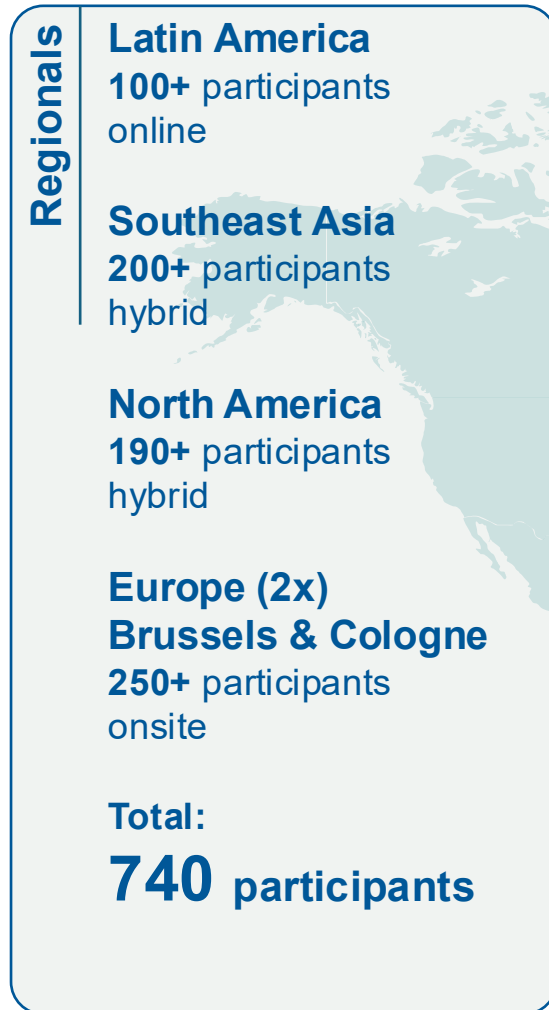 Regionals
Latin America
100+ participants
online
Southeast Asia
200+ participants
hybrid
North America
190+ participants
hybrid
Europe (2x)
Brussels & Cologne
250+ participants
onsite
Total:
740 participants